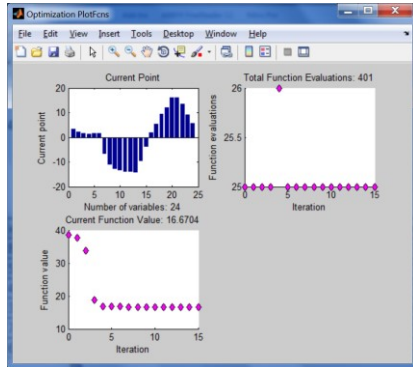 Optimization PlotFcns
File Edit View Insert Tools Desktop Window Help
Current Point
20
10
0
-10
-20
Current point
0 5 10 15 20 25
Number of variables: 24
Total Function Evaluations: 401
26
25.5
25
Function evaluations
0 5 10 15
Iteration
Current Function Value: 16.6704
40
30
20
10
Function value
0 5 10 15
Iteration